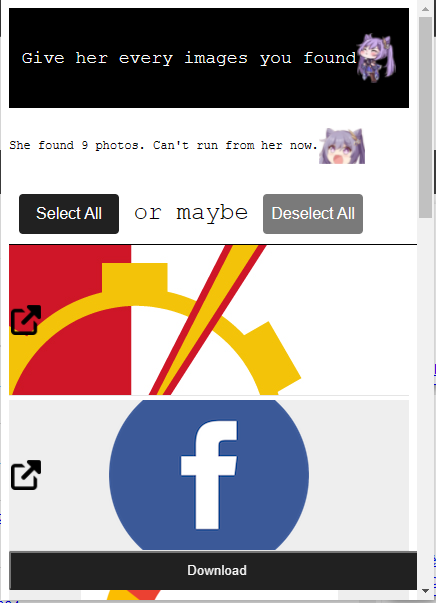 Give her every images you found
She found 9 photos. Can't run from her now.
Select All or maybe Deselect All
f
Download